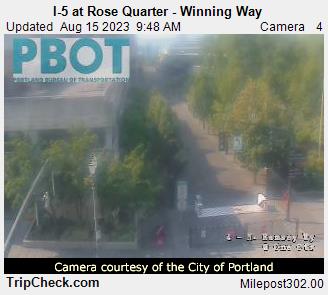 I-5 at Rose Quarter - Winning Way
Updated  Aug 15 2023  9:48 AM
Camera  4
PBOT
PORTLAND BUREAU OF TRANSPORTATION
Camera courtesy of the City of Portland
TripCheck.com
Milepost302.00